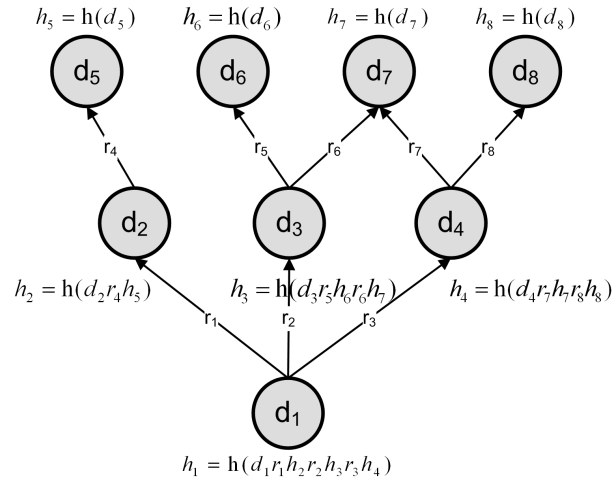 h₅ = h(d₅) h₆ = h(d₆) h₇ = h(d₇) h₈ = h(d₈)
d₅ d₆ d₇ d₈
r₄ r₅ r₆ r₇ r₈
d₂ d₃ d₄
h₂ = h(d₂r₄h₅) h₃ = h(d₃r₅h₆r₆h₇) h₄ = h(d₄r₇h₇r₈h₈)
r₁ r₂ r₃
d₁
h₁ = h(d₁r₁h₂r₂h₃r₃h₄)